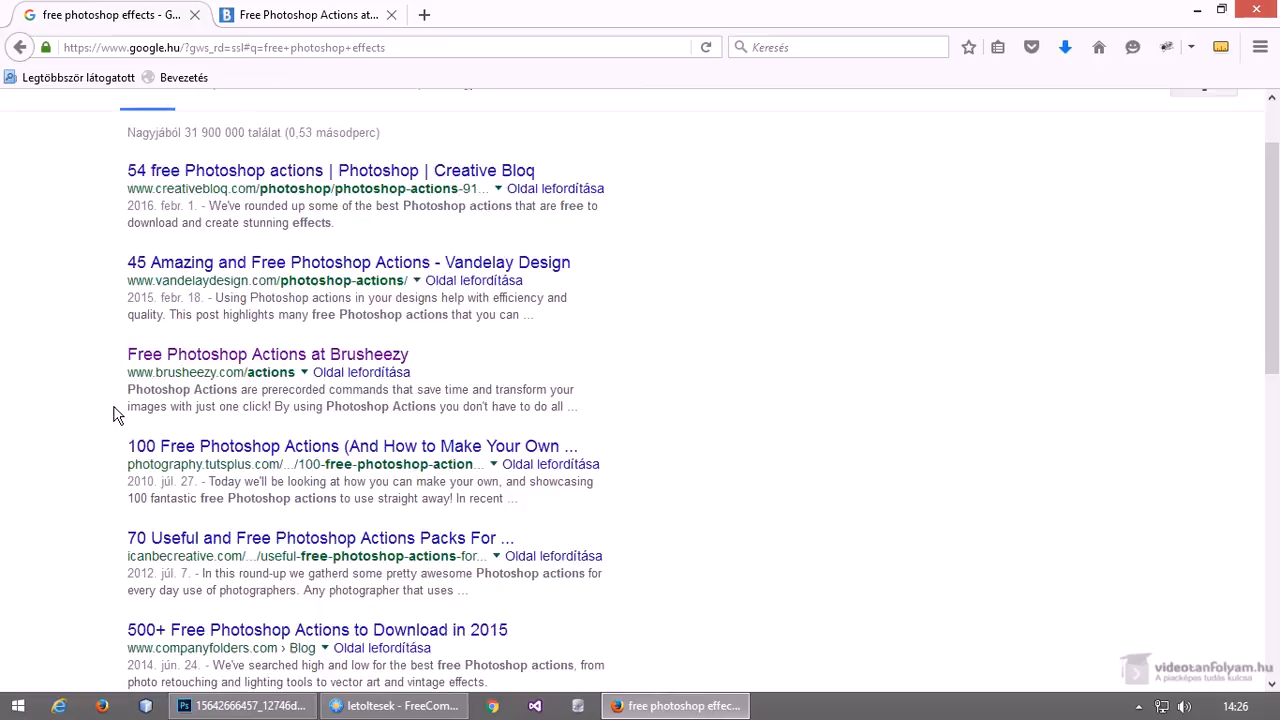 free photoshop effects - G...
Free Photoshop Actions at...
https://www.google.hu/?gws_rd=ssl#q=free+photoshop+effects
Keresés
Legtöbbször látogatott
Bevezetés
Nagyjából 31 900 000 találat (0,53 másodperc)
54 free Photoshop actions | Photoshop | Creative Bloq
www.creativebloq.com/photoshop/photoshop-actions-91... Oldal lefordítása
2016. febr. 1. - We've rounded up some of the best Photoshop actions that are free to
download and create stunning effects.
45 Amazing and Free Photoshop Actions - Vandelay Design
www.vandelaydesign.com/photoshop-actions/ Oldal lefordítása
2015. febr. 18. - Using Photoshop actions in your designs help with efficiency and
quality. This post highlights many free Photoshop actions that you can ...
Free Photoshop Actions at Brusheezy
www.brusheezy.com/actions Oldal lefordítása
Photoshop Actions are prerecorded commands that save time and transform your
images with just one click! By using Photoshop Actions you don't have to do all ...
100 Free Photoshop Actions (And How to Make Your Own ...
photography.tutsplus.com/.../100-free-photoshop-action... Oldal lefordítása
2010. júl. 27. - Today we'll be looking at how you can make your own, and showcasing
100 fantastic free Photoshop actions to use straight away! In recent ...
70 Useful and Free Photoshop Actions Packs For ...
icanbecreative.com/.../useful-free-photoshop-actions-for... Oldal lefordítása
2012. júl. 7. - In this round-up we gatherd some pretty awesome Photoshop actions for
every day use of photographers. Any photographer that uses ...
500+ Free Photoshop Actions to Download in 2015
www.companyfolders.com › Blog Oldal lefordítása
2014. jún. 24. - We've searched high and low for the best free Photoshop actions, from
photo retouching and lighting tools to vector art and vintage effects.
videotanfolyam.hu
A piacképes tudás kulcsa
15642666457_12746d...
letoltesek - FreeCom...
free photoshop effec...
14:26